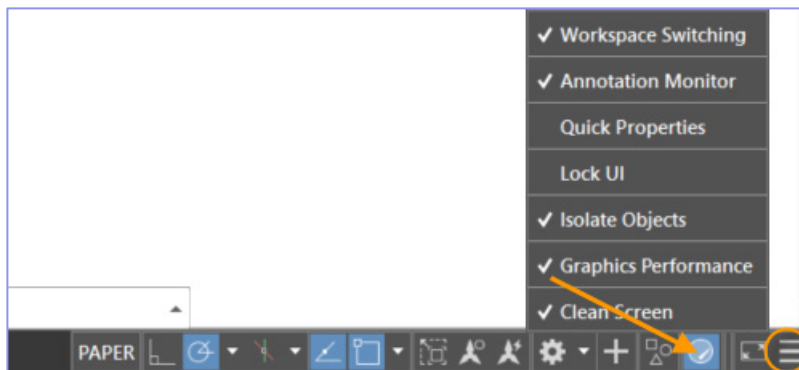 Workspace Switching
Annotation Monitor
Quick Properties
Lock UI
Isolate Objects
Graphics Performance
Clean Screen
PAPER